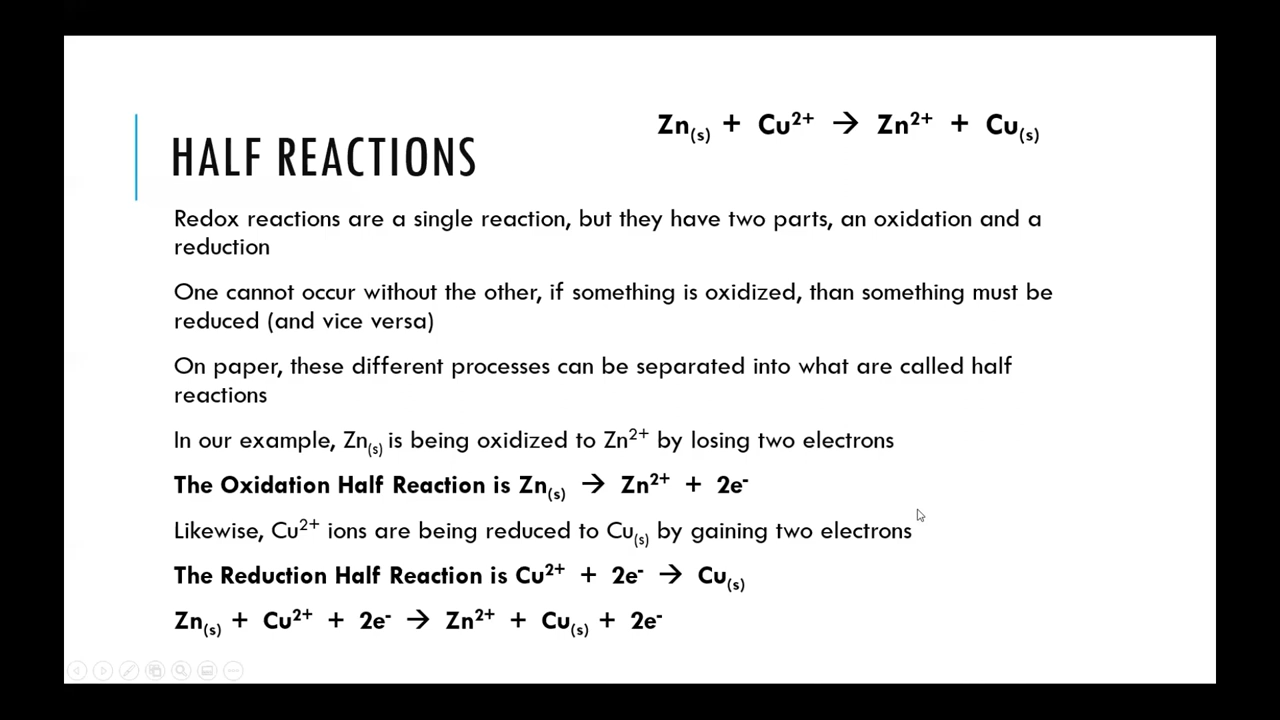 Zn(s) + Cu²⁺ → Zn²⁺ + Cu(s)
HALF REACTIONS
Redox reactions are a single reaction, but they have two parts, an oxidation and a
reduction
One cannot occur without the other, if something is oxidized, than something must be
reduced (and vice versa)
On paper, these different processes can be separated into what are called half
reactions
In our example, Zn(s) is being oxidized to Zn²⁺ by losing two electrons
The Oxidation Half Reaction is Zn(s) → Zn²⁺ + 2e⁻
Likewise, Cu²⁺ ions are being reduced to Cu(s) by gaining two electrons
The Reduction Half Reaction is Cu²⁺ + 2e⁻ → Cu(s)
Zn(s) + Cu²⁺ + 2e⁻ → Zn²⁺ + Cu(s) + 2e⁻